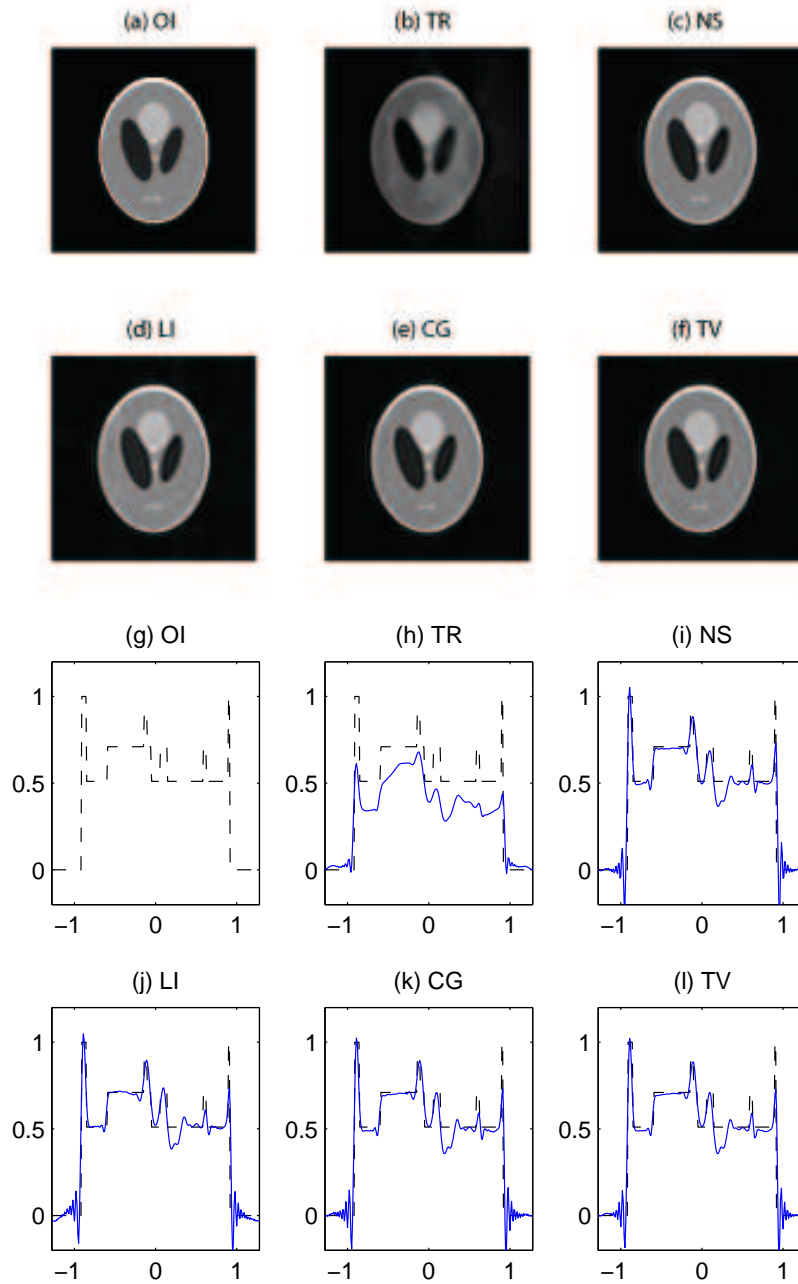 (a) OI
(b) TR
(c) NS
(d) LI
(e) CG
(f) TV
(g) OI
(h) TR
(i) NS
1
0.5
0
1
0.5
0
1
0.5
0
−1 0 1
−1 0 1
−1 0 1
(j) LI
(k) CG
(l) TV
1
0.5
0
1
0.5
0
1
0.5
0
−1 0 1
−1 0 1
−1 0 1